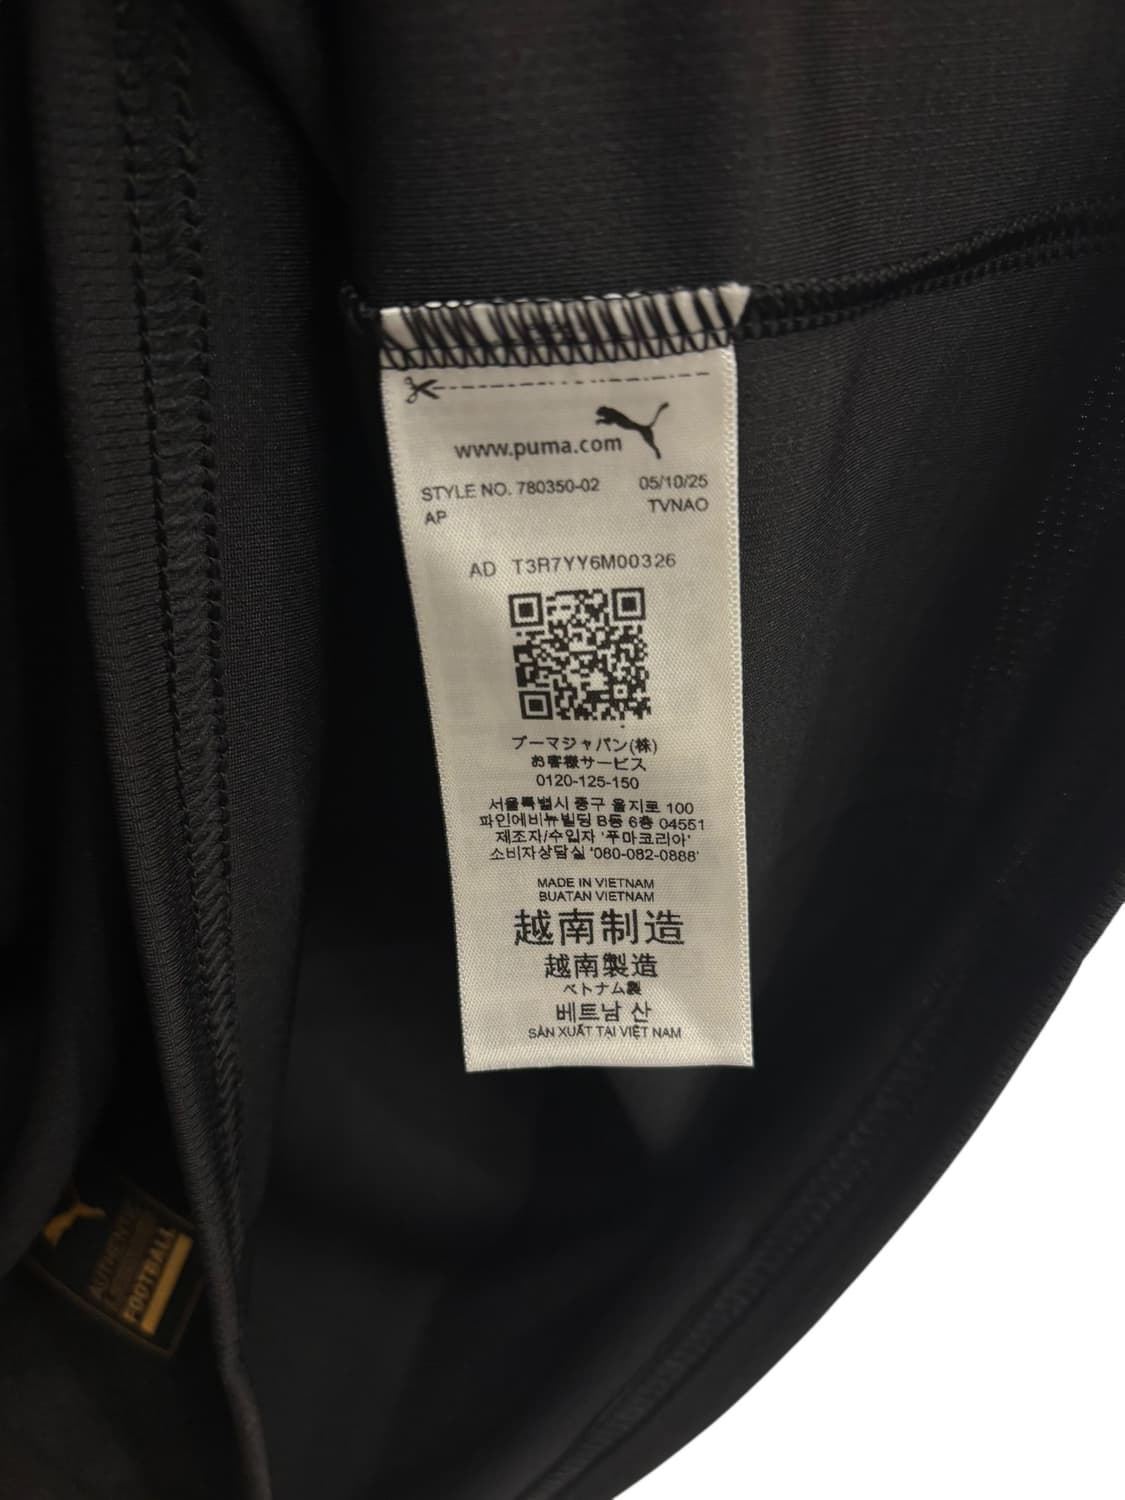 www.puma.com
STYLE NO. 780350-02 05/10/25
AP TVNAO
AD T3R7YY6M00326
プーマジャパン(株)
お客様サービス
0120-125-150
서울특별시 중구 을지로 100
파인에비뉴빌딩 B동 6층 04551
제조자/수입자 '푸마코리아'
소비자상담실 '080-082-0888'
MADE IN VIETNAM
BUATAN VIETNAM
越南制造
越南製造
ベトナム製
베트남 산
SẢN XUẤT TẠI VIỆT NAM
AUTHENTIC
FOOTBALL